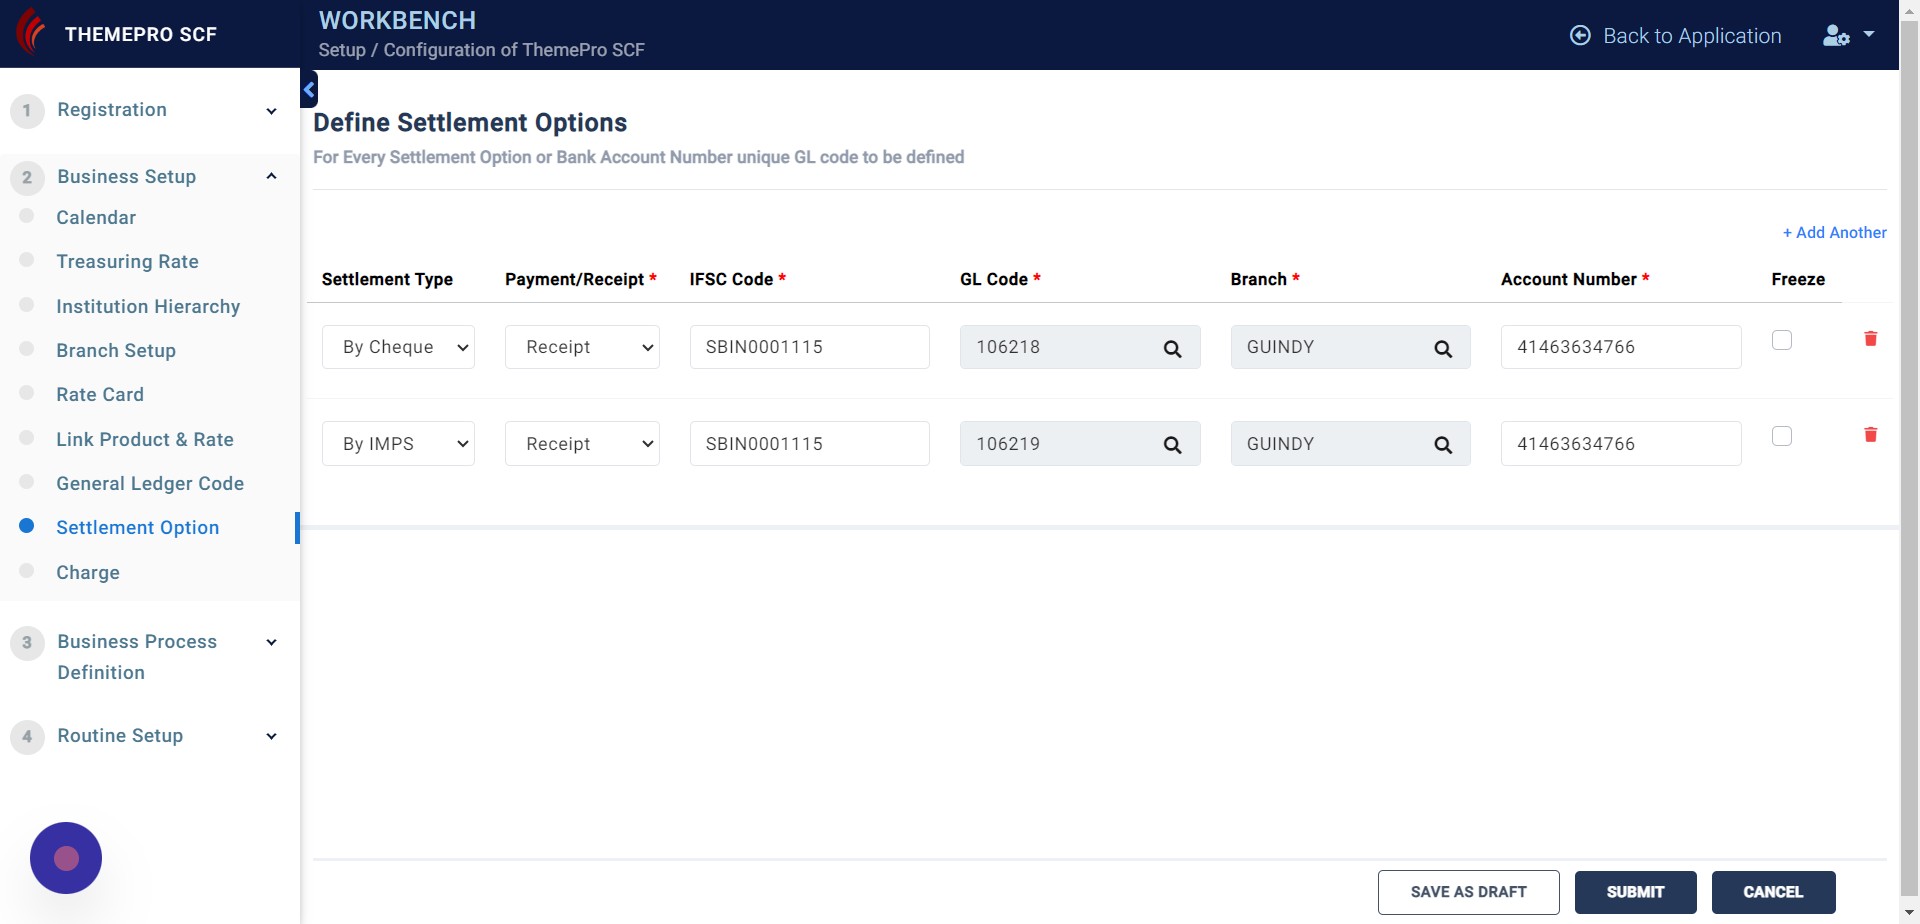 THEMEPRO SCF
WORKBENCH
Setup / Configuration of ThemePro SCF
Back to Application
1 Registration
2 Business Setup
Calendar
Treasuring Rate
Institution Hierarchy
Branch Setup
Rate Card
Link Product & Rate
General Ledger Code
Settlement Option
Charge
3 Business Process
Definition
4 Routine Setup
Define Settlement Options
For Every Settlement Option or Bank Account Number unique GL code to be defined
+ Add Another
Settlement Type Payment/Receipt * IFSC Code * GL Code * Branch * Account Number * Freeze
By Cheque Receipt SBIN0001115 106218 GUINDY 41463634766
By IMPS Receipt SBIN0001115 106219 GUINDY 41463634766
SAVE AS DRAFT SUBMIT CANCEL